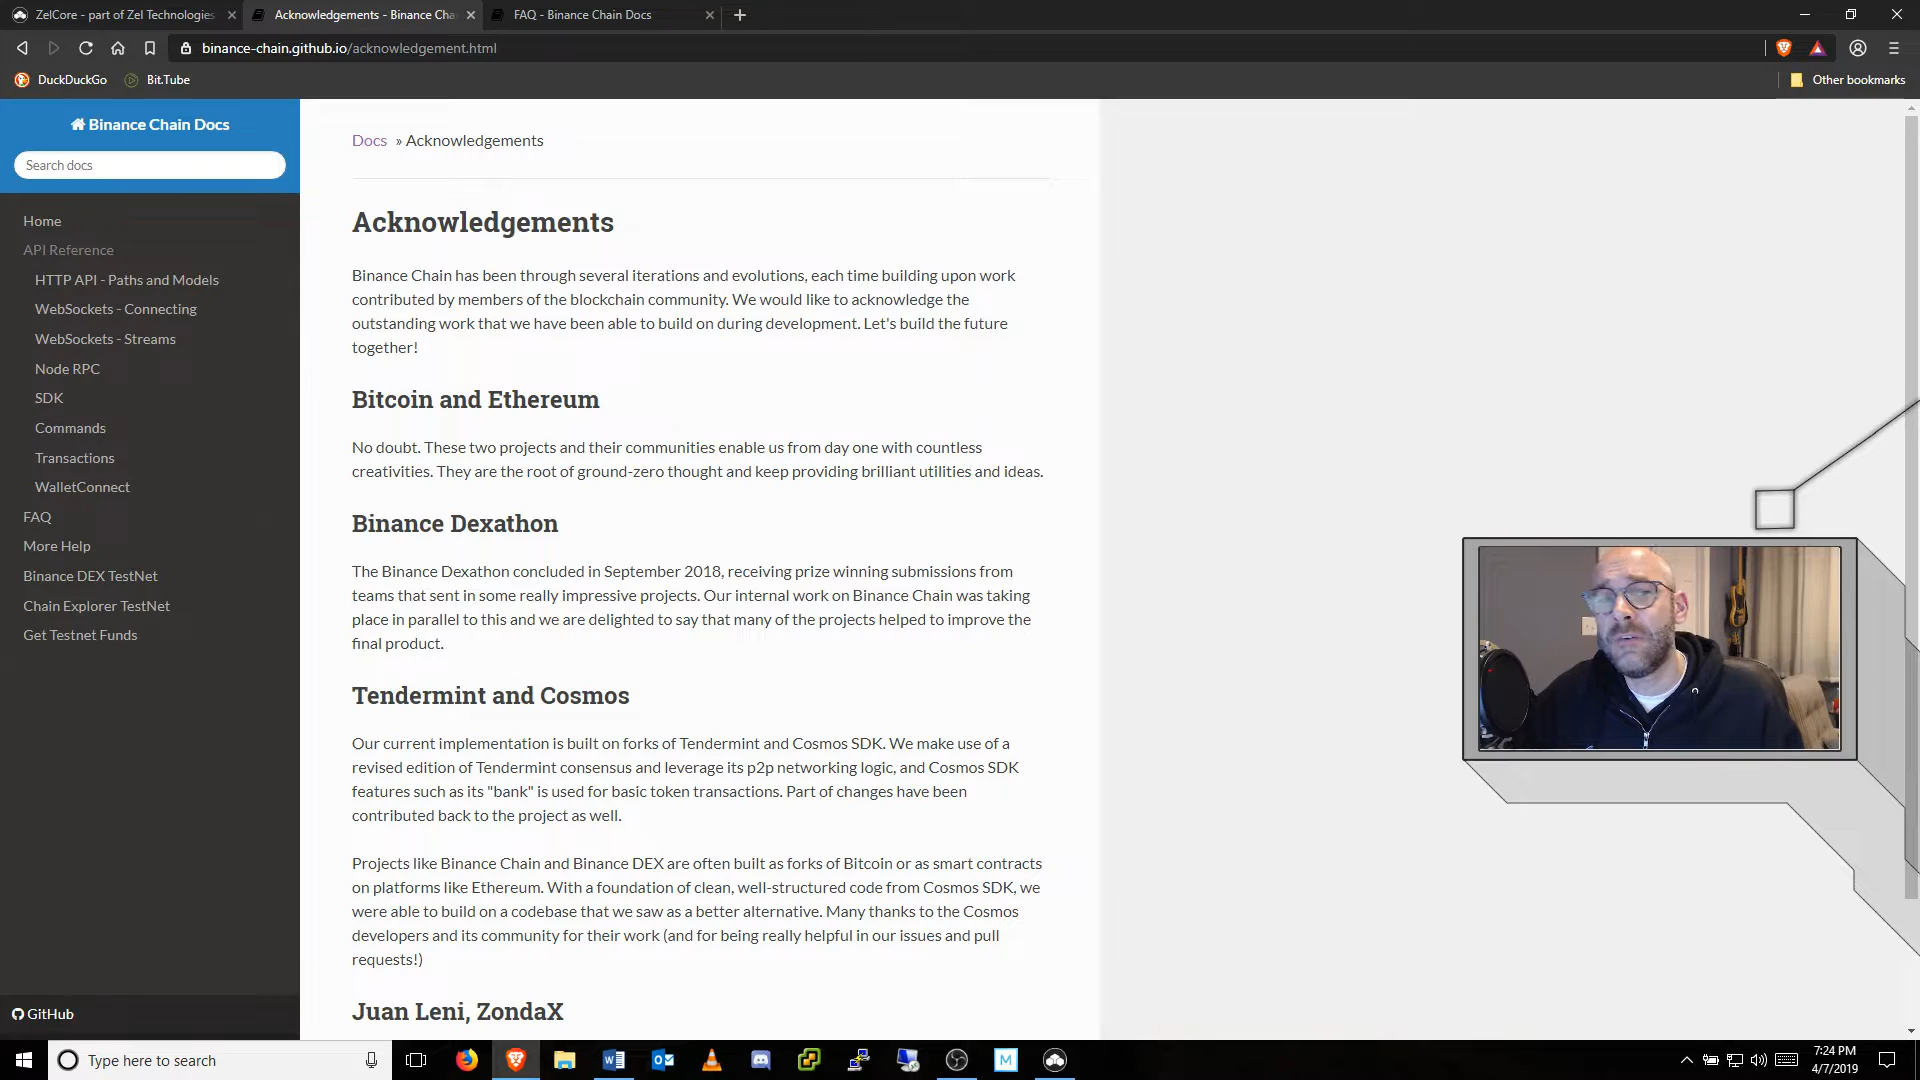 ZelCore - part of Zel Technologies
Acknowledgements - Binance Cha
FAQ - Binance Chain Docs
binance-chain.github.io/acknowledgement.html
DuckDuckGo
Bit.Tube
Other bookmarks
Binance Chain Docs
Search docs
Home
API Reference
HTTP API - Paths and Models
WebSockets - Connecting
WebSockets - Streams
Node RPC
SDK
Commands
Transactions
WalletConnect
FAQ
More Help
Binance DEX TestNet
Chain Explorer TestNet
Get Testnet Funds
GitHub
Docs » Acknowledgements
Acknowledgements
Binance Chain has been through several iterations and evolutions, each time building upon work
contributed by members of the blockchain community. We would like to acknowledge the
outstanding work that we have been able to build on during development. Let's build the future
together!
Bitcoin and Ethereum
No doubt. These two projects and their communities enable us from day one with countless
creativities. They are the root of ground-zero thought and keep providing brilliant utilities and ideas.
Binance Dexathon
The Binance Dexathon concluded in September 2018, receiving prize winning submissions from
teams that sent in some really impressive projects. Our internal work on Binance Chain was taking
place in parallel to this and we are delighted to say that many of the projects helped to improve the
final product.
Tendermint and Cosmos
Our current implementation is built on forks of Tendermint and Cosmos SDK. We make use of a
revised edition of Tendermint consensus and leverage its p2p networking logic, and Cosmos SDK
features such as its "bank" is used for basic token transactions. Part of changes have been
contributed back to the project as well.
Projects like Binance Chain and Binance DEX are often built as forks of Bitcoin or as smart contracts
on platforms like Ethereum. With a foundation of clean, well-structured code from Cosmos SDK, we
were able to build on a codebase that we saw as a better alternative. Many thanks to the Cosmos
developers and its community for their work (and for being really helpful in our issues and pull
requests!)
Juan Leni, ZondaX
Type here to search
M
7:24 PM
4/7/2019